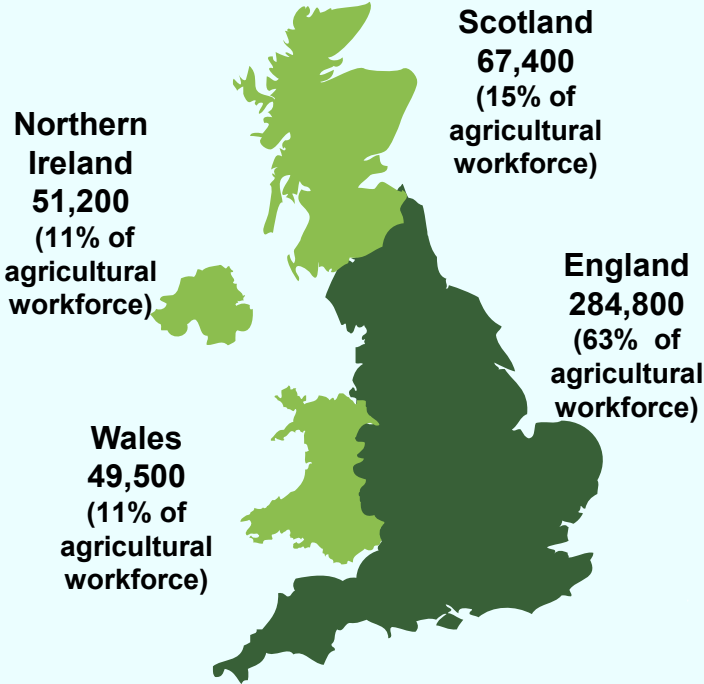 Scotland
67,400
(15% of
agricultural
workforce)
Northern
Ireland
51,200
(11% of
agricultural
workforce)
England
284,800
(63% of
agricultural
workforce)
Wales
49,500
(11% of
agricultural
workforce)